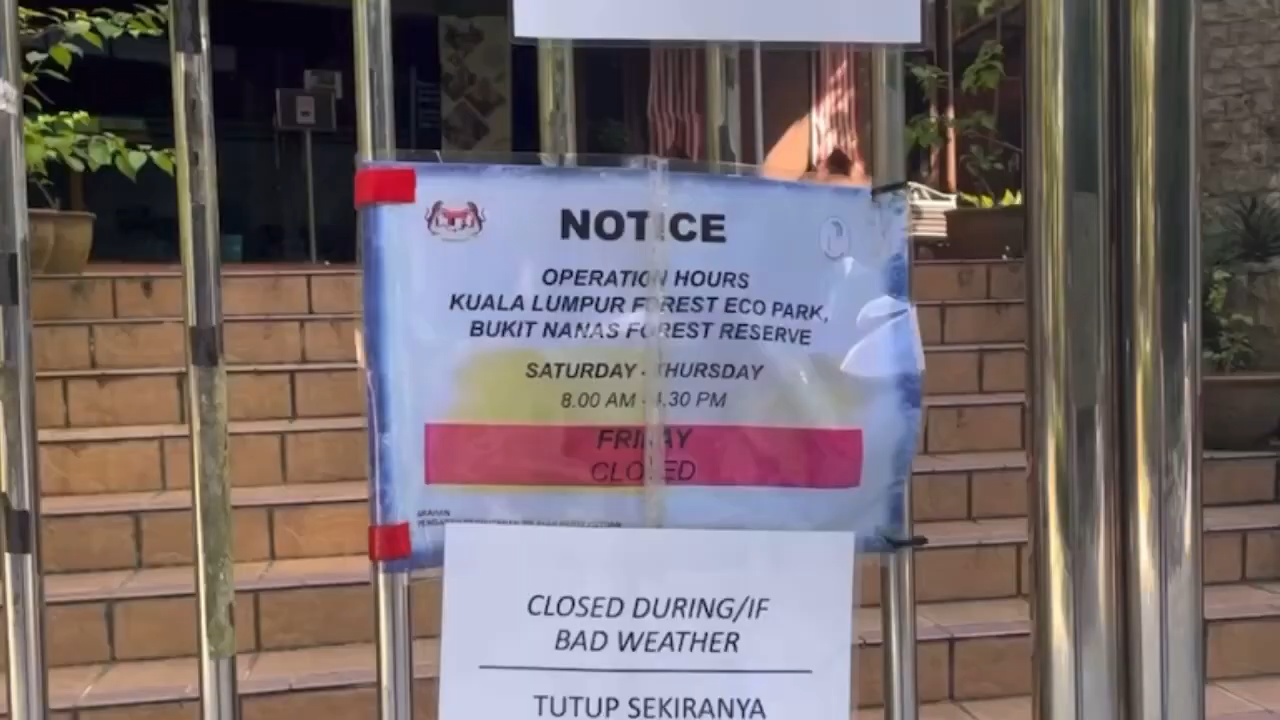 NOTICE
OPERATION HOURS
KUALA LUMPUR FOREST ECO PARK,
BUKIT NANAS FOREST RESERVE
SATURDAY - THURSDAY
8.00 AM - 4.30 PM
FRIDAY
CLOSED
ARAHAN
CLOSED DURING/IF
BAD WEATHER
TUTUP SEKIRANYA